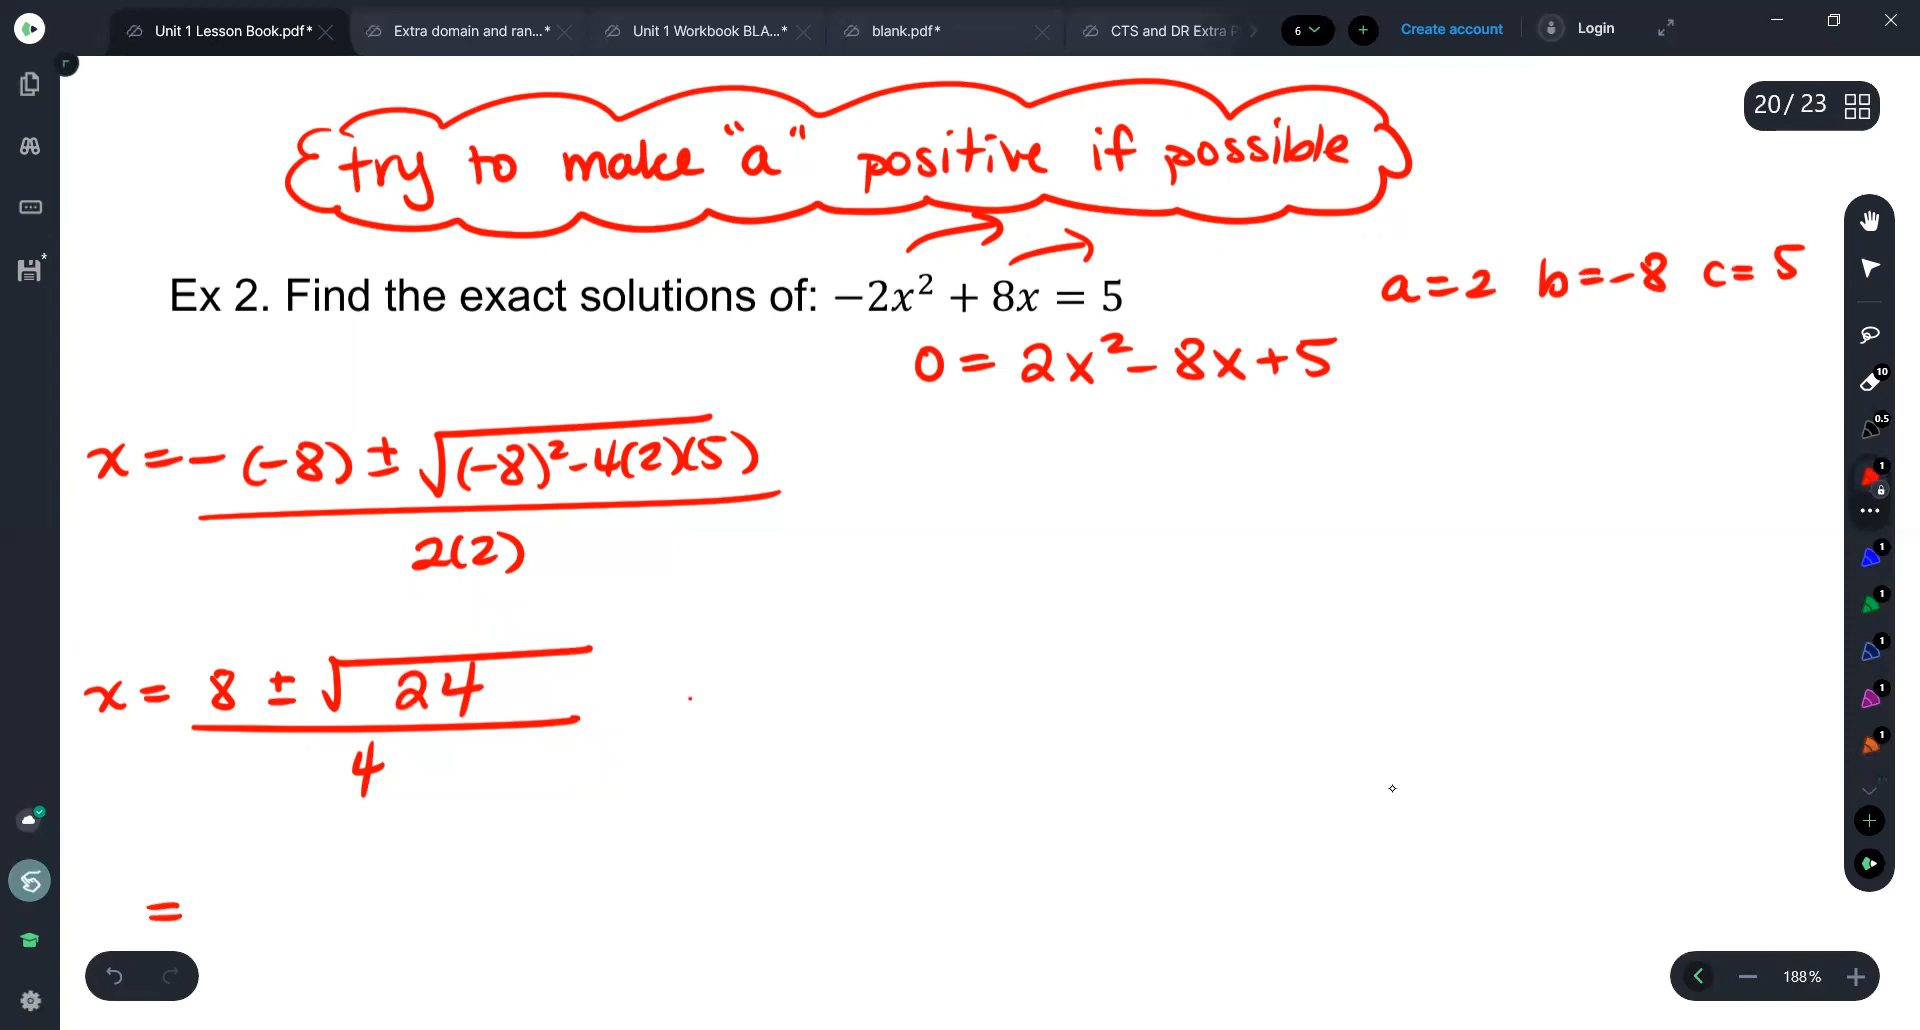 Unit 1 Lesson Book.pdf* Extra domain and ran...* Unit 1 Workbook BLA...* blank.pdf* CTS and DR Extra 6 Create account Login
20/ 23
try to make "a" positive if possible
Ex 2. Find the exact solutions of: −2x² + 8x = 5
a = 2 b = -8 c = 5
0 = 2x² - 8x + 5
x = - (-8) ± √(-8)² - 4(2)(5)
2(2)
x = 8 ± √24
4
=
10
0.5
1
1
1
1
1
1
188%